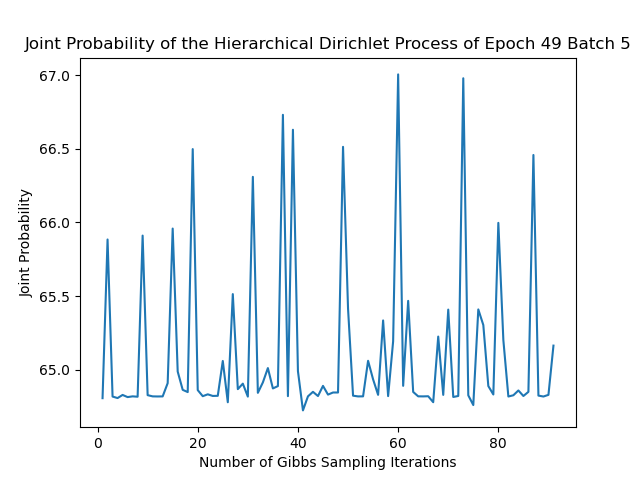 Joint Probability of the Hierarchical Dirichlet Process of Epoch 49 Batch 5
67.0
66.5
66.0
65.5
65.0
Joint Probability
0 20 40 60 80
Number of Gibbs Sampling Iterations